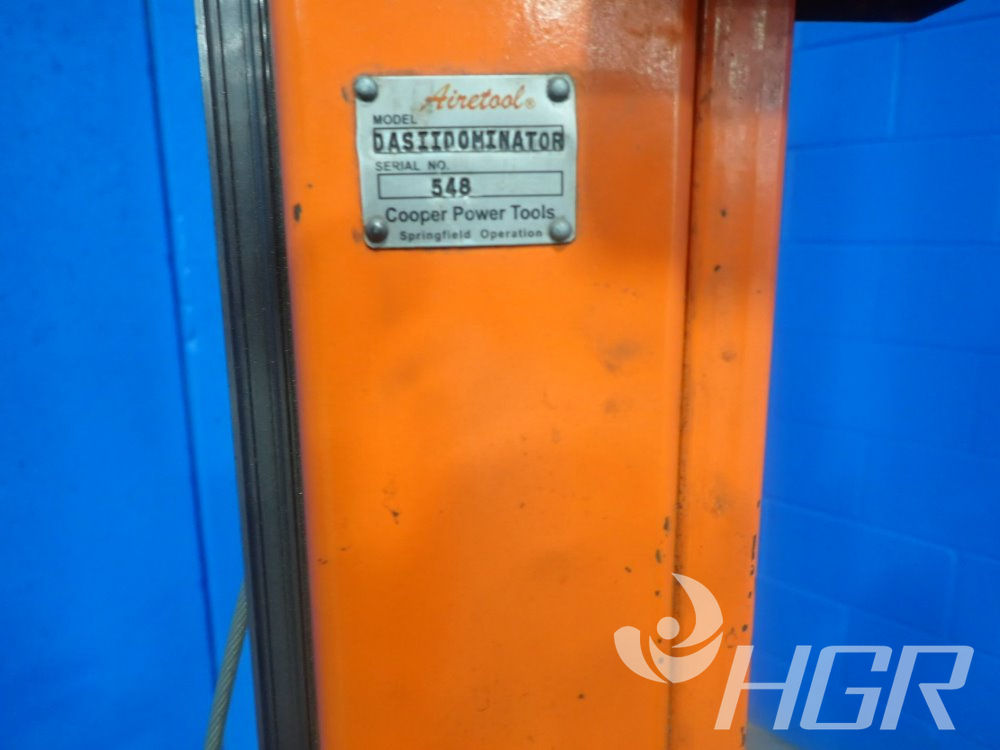 Airetool®
MODEL
DASIIDOMINATOR
SERIAL NO.
548
Cooper Power Tools
Springfield Operation
HGR